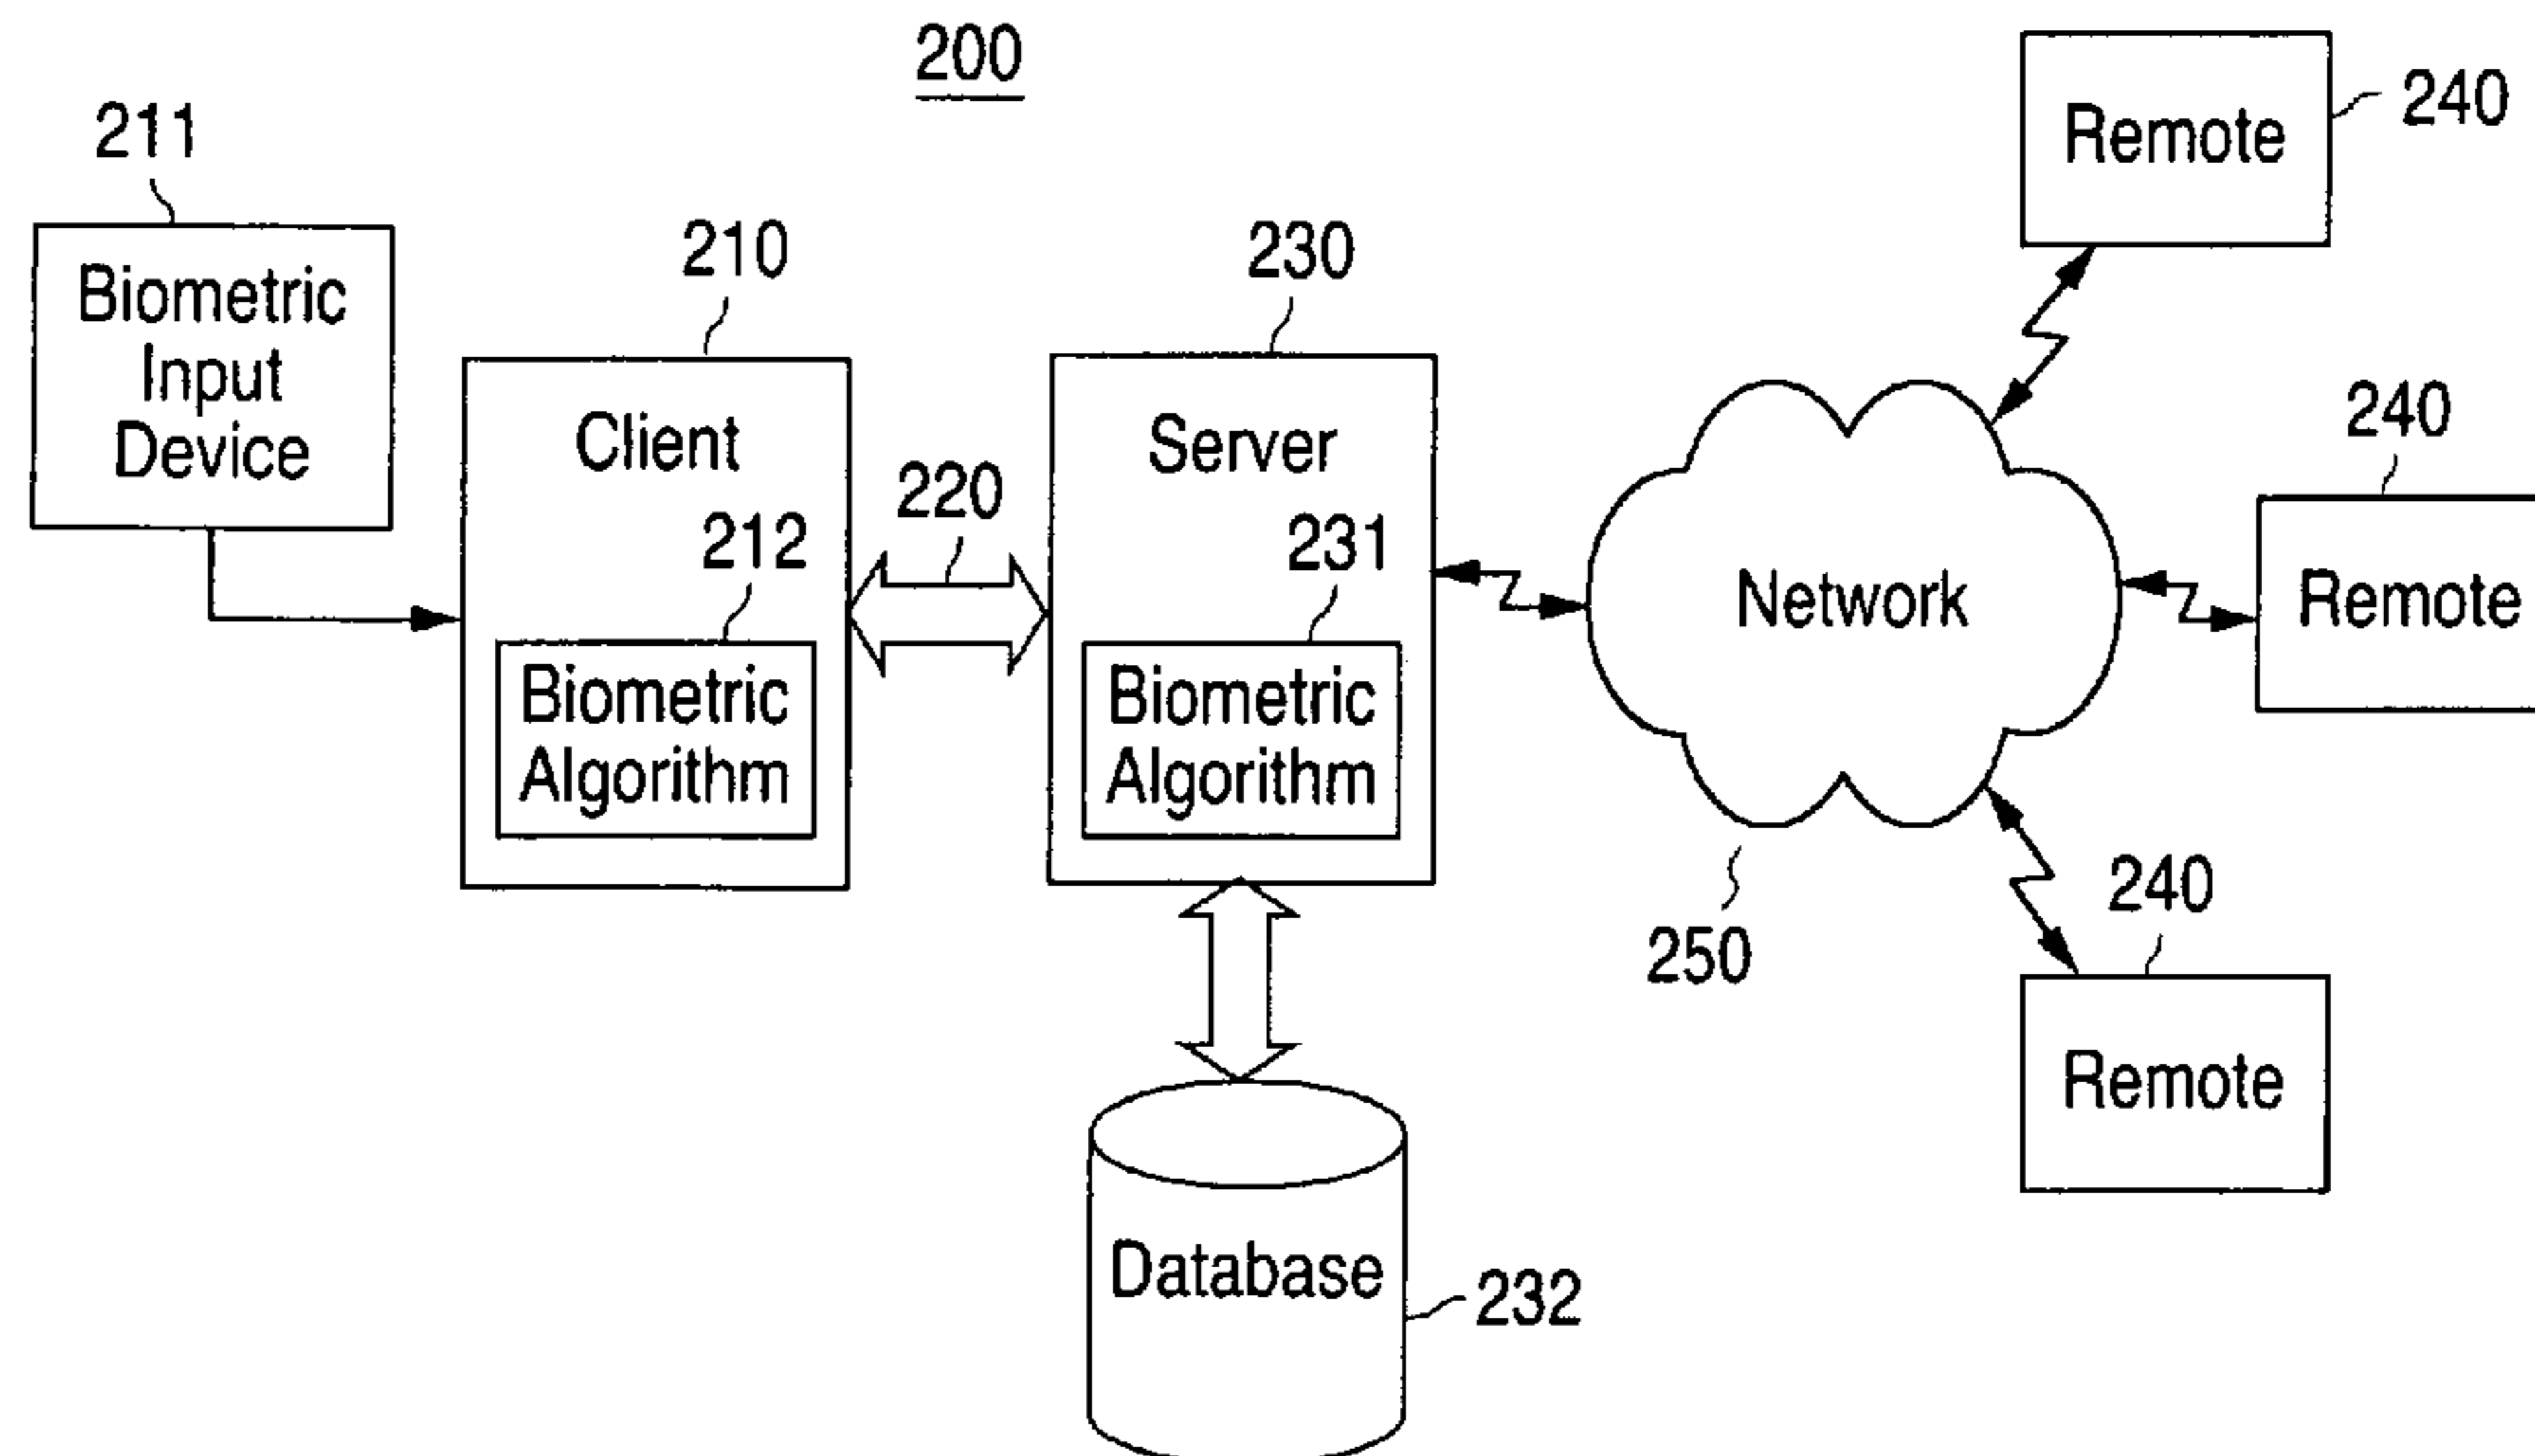 200
211
Biometric
Input
Device
210
Client
212
Biometric
Algorithm
220
230
Server
231
Biometric
Algorithm
Database
232
Network
250
Remote
240
240
Remote
240
Remote